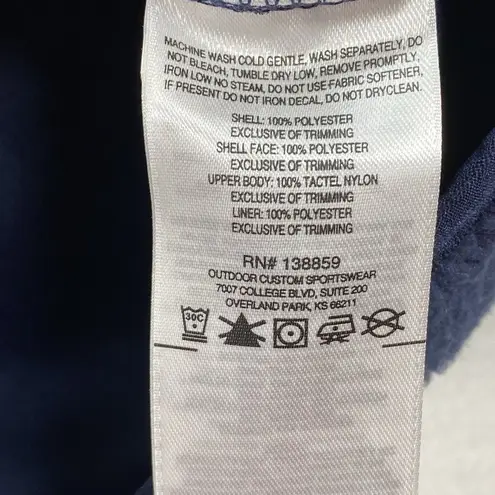 MACHINE WASH COLD GENTLE, WASH SEPARATELY, DO
NOT BLEACH, TUMBLE DRY LOW, REMOVE PROMPTLY,
IRON LOW NO STEAM, DO NOT USE FABRIC SOFTENER,
IF PRESENT DO NOT IRON DECAL, DO NOT DRYCLEAN.
SHELL: 100% POLYESTER
EXCLUSIVE OF TRIMMING
SHELL FACE: 100% POLYESTER
EXCLUSIVE OF TRIMMING
UPPER BODY: 100% TACTEL NYLON
EXCLUSIVE OF TRIMMING
LINER: 100% POLYESTER
EXCLUSIVE OF TRIMMING
RN# 138859
OUTDOOR CUSTOM SPORTSWEAR
7007 COLLEGE BLVD, SUITE 200
OVERLAND PARK, KS 66211
30C